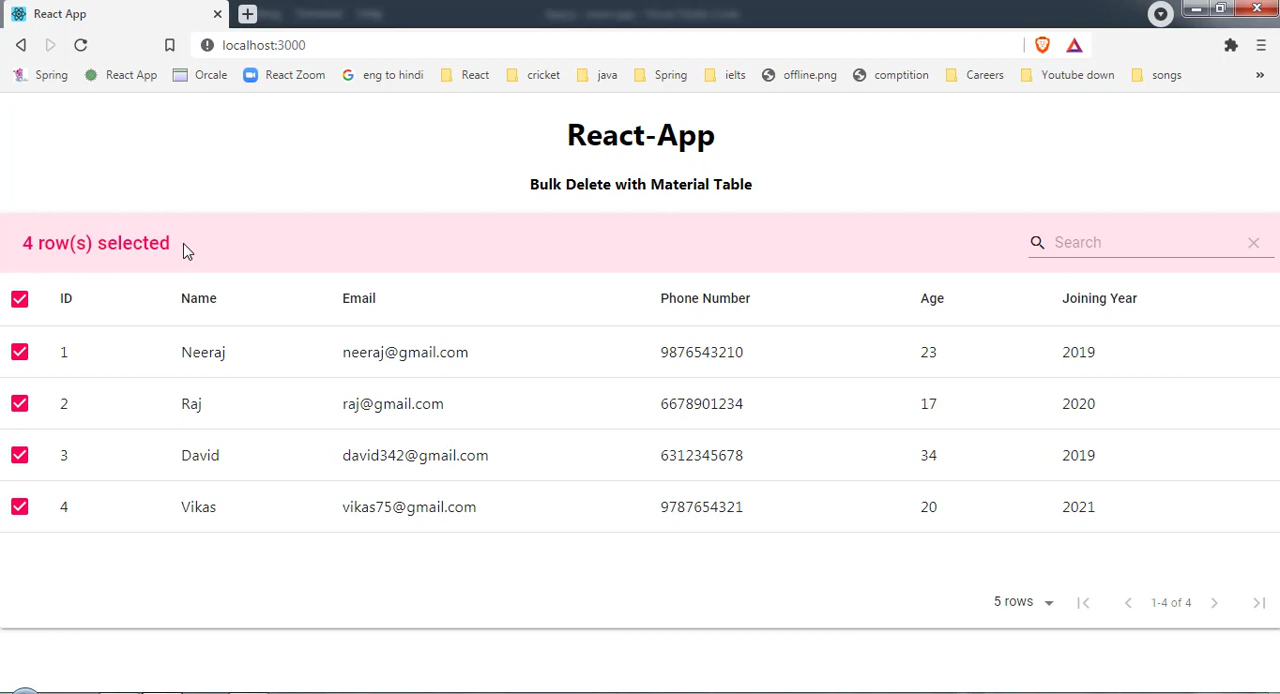 React App
localhost:3000
Spring React App Orcale React Zoom eng to hindi React cricket java Spring ielts offline.png comptition Careers Youtube down songs »
React-App
Bulk Delete with Material Table
4 row(s) selected Search
ID Name Email Phone Number Age Joining Year
1 Neeraj neeraj@gmail.com 9876543210 23 2019
2 Raj raj@gmail.com 6678901234 17 2020
3 David david342@gmail.com 6312345678 34 2019
4 Vikas vikas75@gmail.com 9787654321 20 2021
5 rows 1-4 of 4